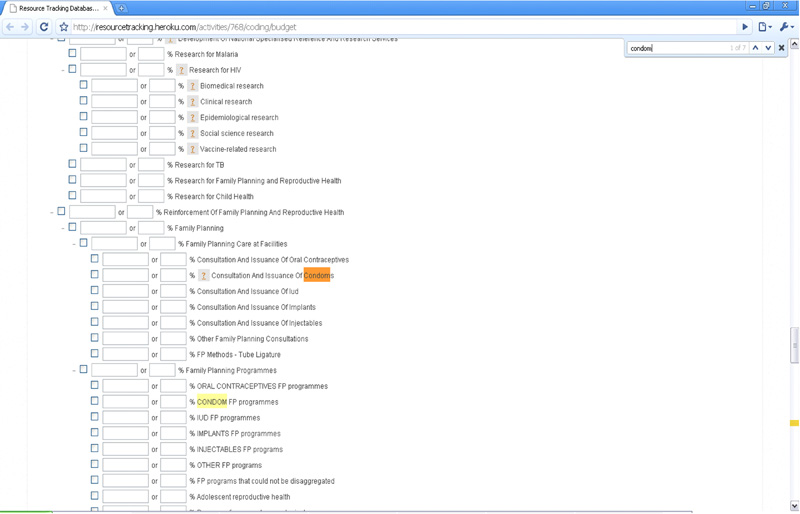 Resource Tracking Databas...
http://resourcetracking.heroku.com/activities/768/coding/budget
condom
1 of 7
or % ? Development Of National Specialised Reference And Research Services
or % Research for Malaria
- or % ? Research for HIV
or % ? Biomedical research
or % ? Clinical research
or % ? Epidemiological research
or % ? Social science research
or % ? Vaccine-related research
or % Research for TB
or % Research for Family Planning and Reproductive Health
or % Research for Child Health
- or % Reinforcement Of Family Planning And Reproductive Health
- or % Family Planning
- or % Family Planning Care at Facilities
or % Consultation And Issuance Of Oral Contraceptives
or % ? Consultation And Issuance Of Condoms
or % Consultation And Issuance Of Iud
or % Consultation And Issuance Of Implants
or % Consultation And Issuance Of Injectables
or % Other Family Planning Consultations
or % FP Methods - Tube Ligature
- or % Family Planning Programmes
or % ORAL CONTRACEPTIVES FP programmes
or % CONDOM FP programmes
or % IUD FP programmes
or % IMPLANTS FP programmes
or % INJECTABLES FP programs
or % OTHER FP programs
or % FP programs that could not be disaggregated
or % Adolescent reproductive health